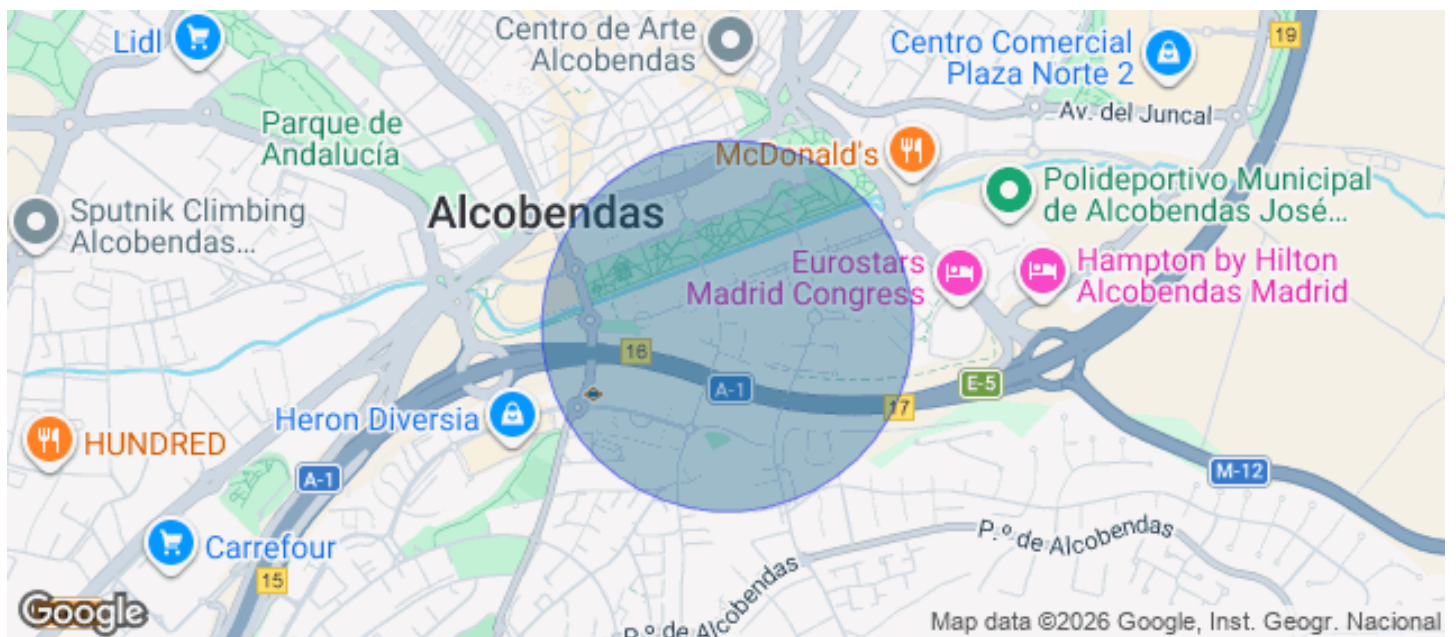 Lidl
Centro de Arte
Alcobendas
Centro Comercial
Plaza Norte 2
19
Av. del Juncal
Parque de
Andalucía
McDonald's
Polideportivo Municipal
de Alcobendas José...
Alcobendas
Sputnik Climbing
Alcobendas...
Eurostars
Madrid Congress
Hampton by Hilton
Alcobendas Madrid
16
A-1
E-5
17
Heron Diversia
HUNDRED
A-1
M-12
P.º de Alcobendas
Carrefour
15
P.º de Alcobendas
Google
Map data ©2026 Google, Inst. Geogr. Nacional